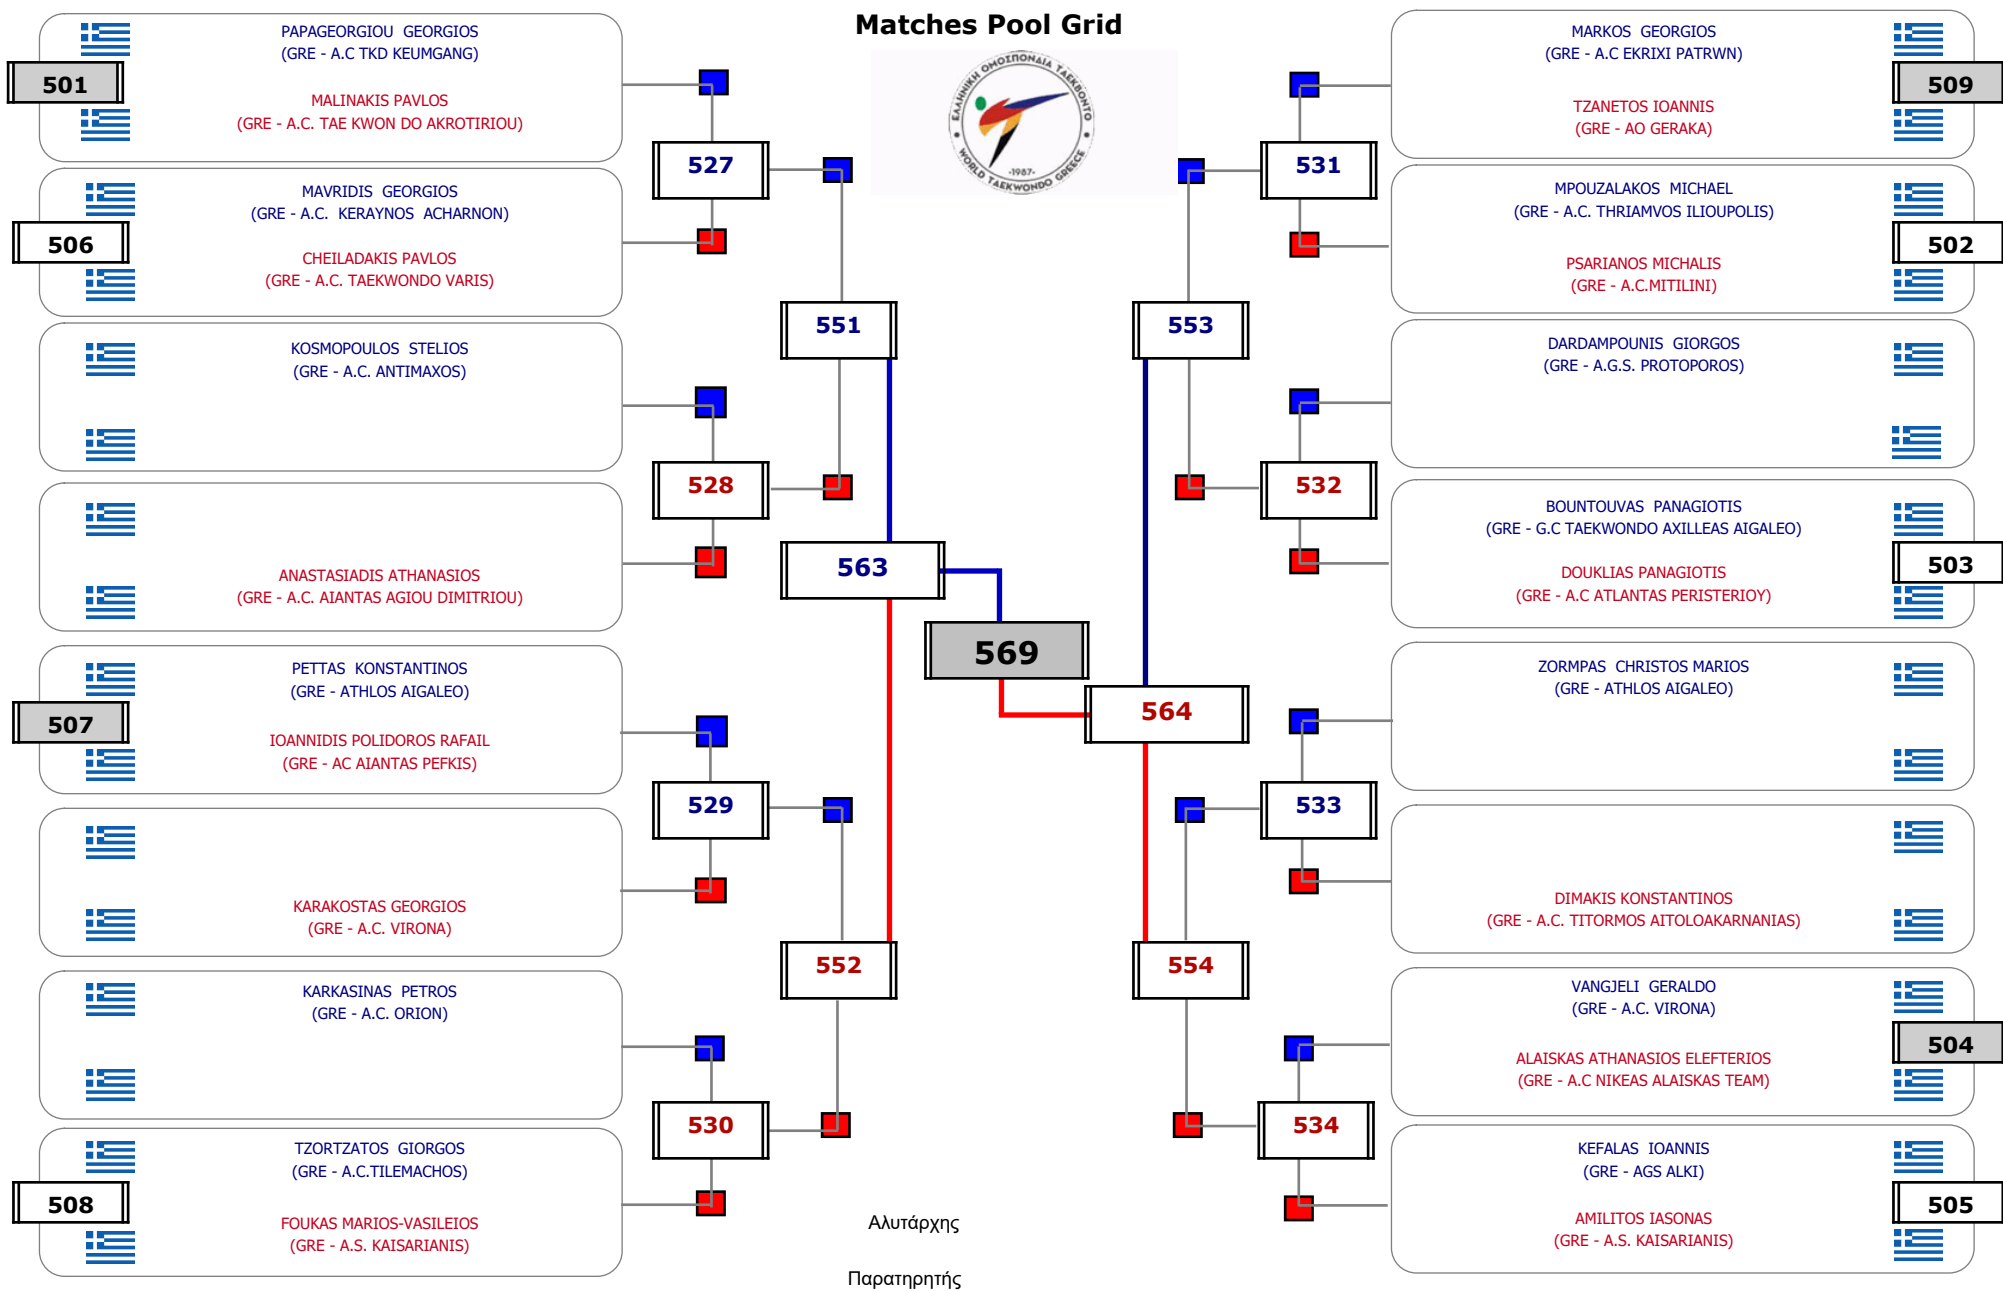 Matches Pool Grid
ΕΛΛΗΝΙΚΗ ΟΜΟΣΠΟΝΔΙΑ ΤΑΕΚΒΟΝΤΟ
-1987-
WORLD TAEKWONDO GREECE
PAPAGEORGIOU GEORGIOS
(GRE - A.C TKD KEUMGANG)
501
MALINAKIS PAVLOS
(GRE - A.C. TAE KWON DO AKROTIRIOU)
MAVRIDIS GEORGIOS
(GRE - A.C. KERAYNOS ACHARNON)
506
CHEILADAKIS PAVLOS
(GRE - A.C. TAEKWONDO VARIS)
KOSMOPOULOS STELIOS
(GRE - A.C. ANTIMAXOS)
ANASTASIADIS ATHANASIOS
(GRE - A.C. AIANTAS AGIOU DIMITRIOU)
PETTAS KONSTANTINOS
(GRE - ATHLOS AIGALEO)
507
IOANNIDIS POLIDOROS RAFAIL
(GRE - AC AIANTAS PEFKIS)
KARAKOSTAS GEORGIOS
(GRE - A.C. VIRONA)
KARKASINAS PETROS
(GRE - A.C. ORION)
TZORTZATOS GIORGOS
(GRE - A.C.TILEMACHOS)
508
FOUKAS MARIOS-VASILEIOS
(GRE - A.S. KAISARIANIS)
527
528
529
530
551
552
563
569
564
553
554
531
532
533
534
MARKOS GEORGIOS
(GRE - A.C EKRIXI PATRWN)
509
TZANETOS IOANNIS
(GRE - AO GERAKA)
MPOUZALAKOS MICHAEL
(GRE - A.C. THRIAMVOS ILIOUPOLIS)
502
PSARIANOS MICHALIS
(GRE - A.C.MITILINI)
DARDAMPOUNIS GIORGOS
(GRE - A.G.S. PROTOPOROS)
BOUNTOUVAS PANAGIOTIS
(GRE - G.C TAEKWONDO AXILLEAS AIGALEO)
503
DOUKLIAS PANAGIOTIS
(GRE - A.C ATLANTAS PERISTERIOY)
ZORMPAS CHRISTOS MARIOS
(GRE - ATHLOS AIGALEO)
DIMAKIS KONSTANTINOS
(GRE - A.C. TITORMOS AITOLOAKARNANIAS)
VANGJELI GERALDO
(GRE - A.C. VIRONA)
504
ALAISKAS ATHANASIOS ELEFTERIOS
(GRE - A.C NIKEAS ALAISKAS TEAM)
KEFALAS IOANNIS
(GRE - AGS ALKI)
505
AMILITOS IASONAS
(GRE - A.S. KAISARIANIS)
Αλυτάρχης
Παρατηρητής